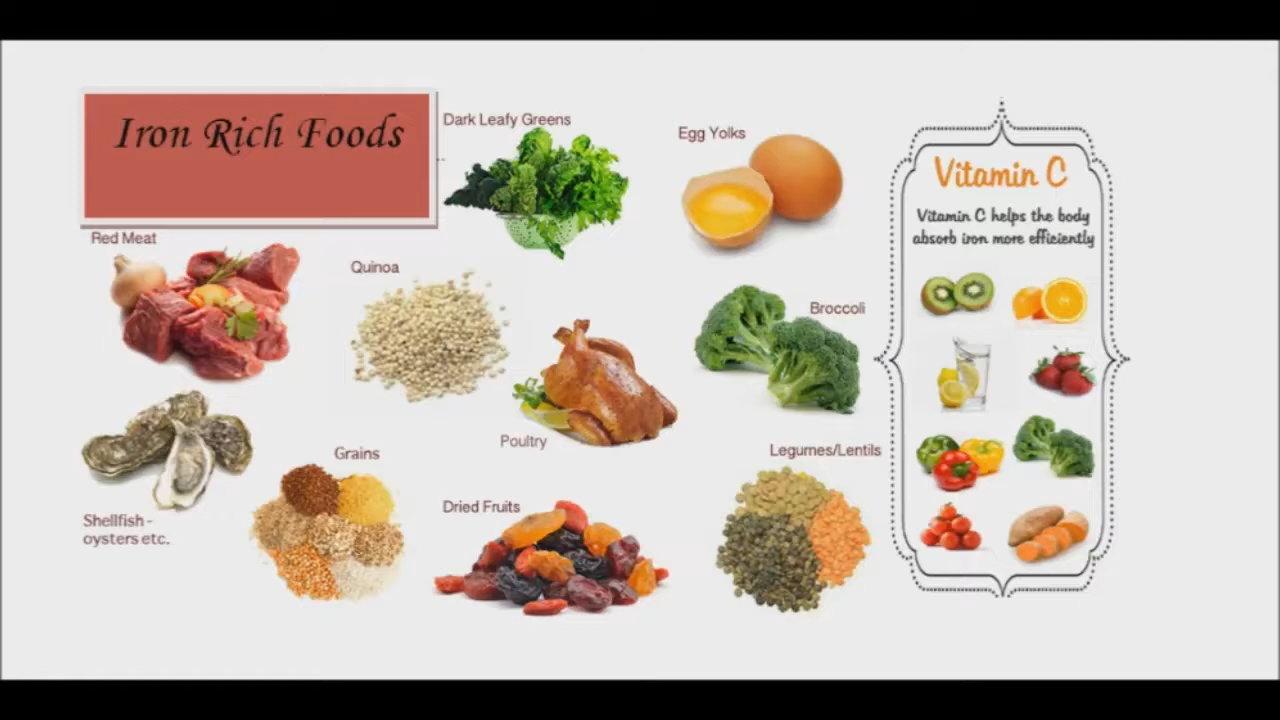 Iron Rich Foods
Dark Leafy Greens
Egg Yolks
Red Meat
Quinoa
Broccoli
Poultry
Grains
Legumes/Lentils
Shellfish -
oysters etc.
Dried Fruits
Vitamin C
Vitamin C helps the body
absorb iron more efficiently